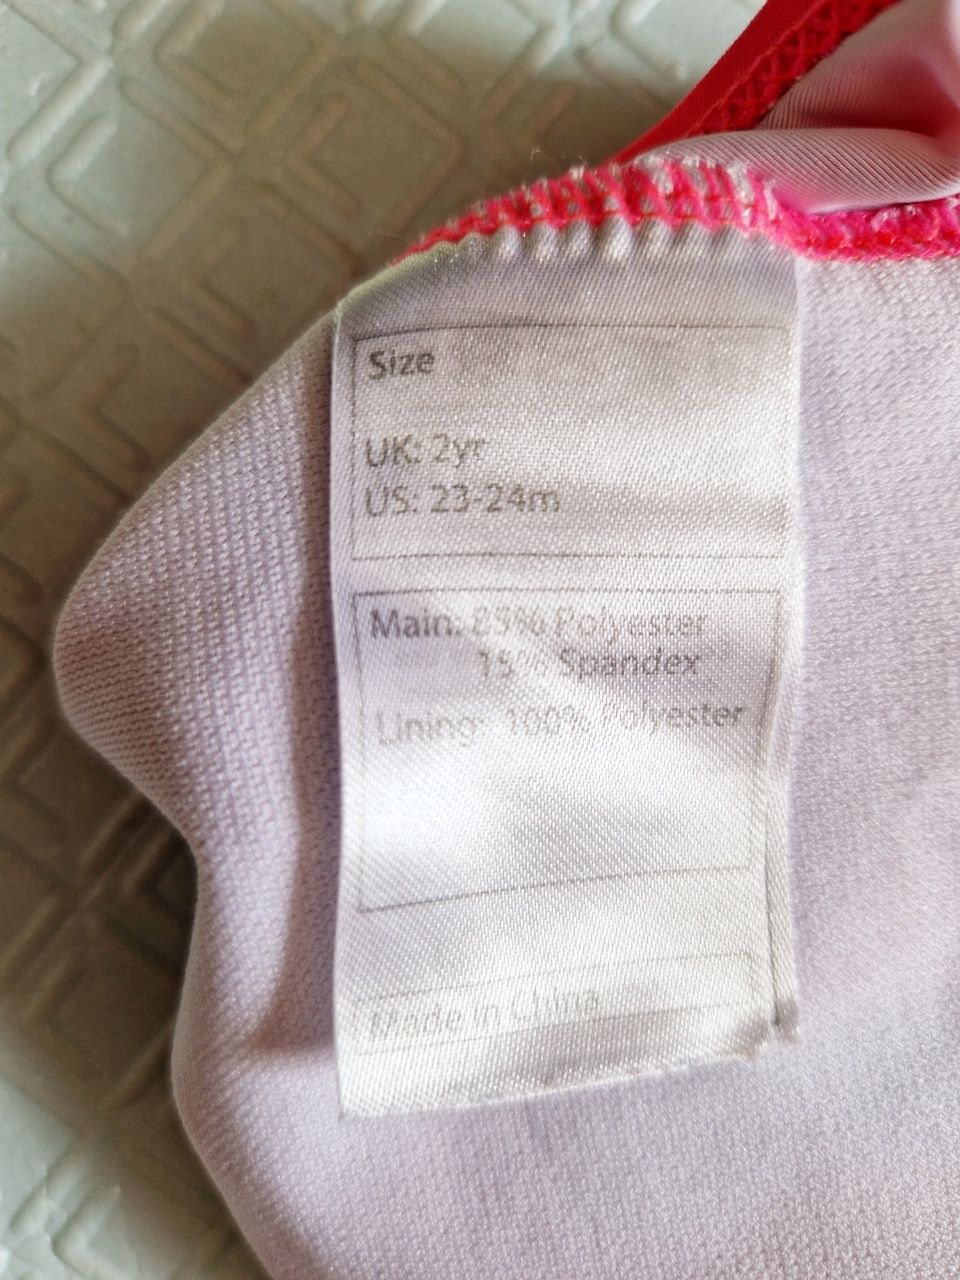 Size
UK: 2yr
US: 23-24m
Main: 85% Polyester
15% Spandex
Lining: 100% Polyester
Made in China